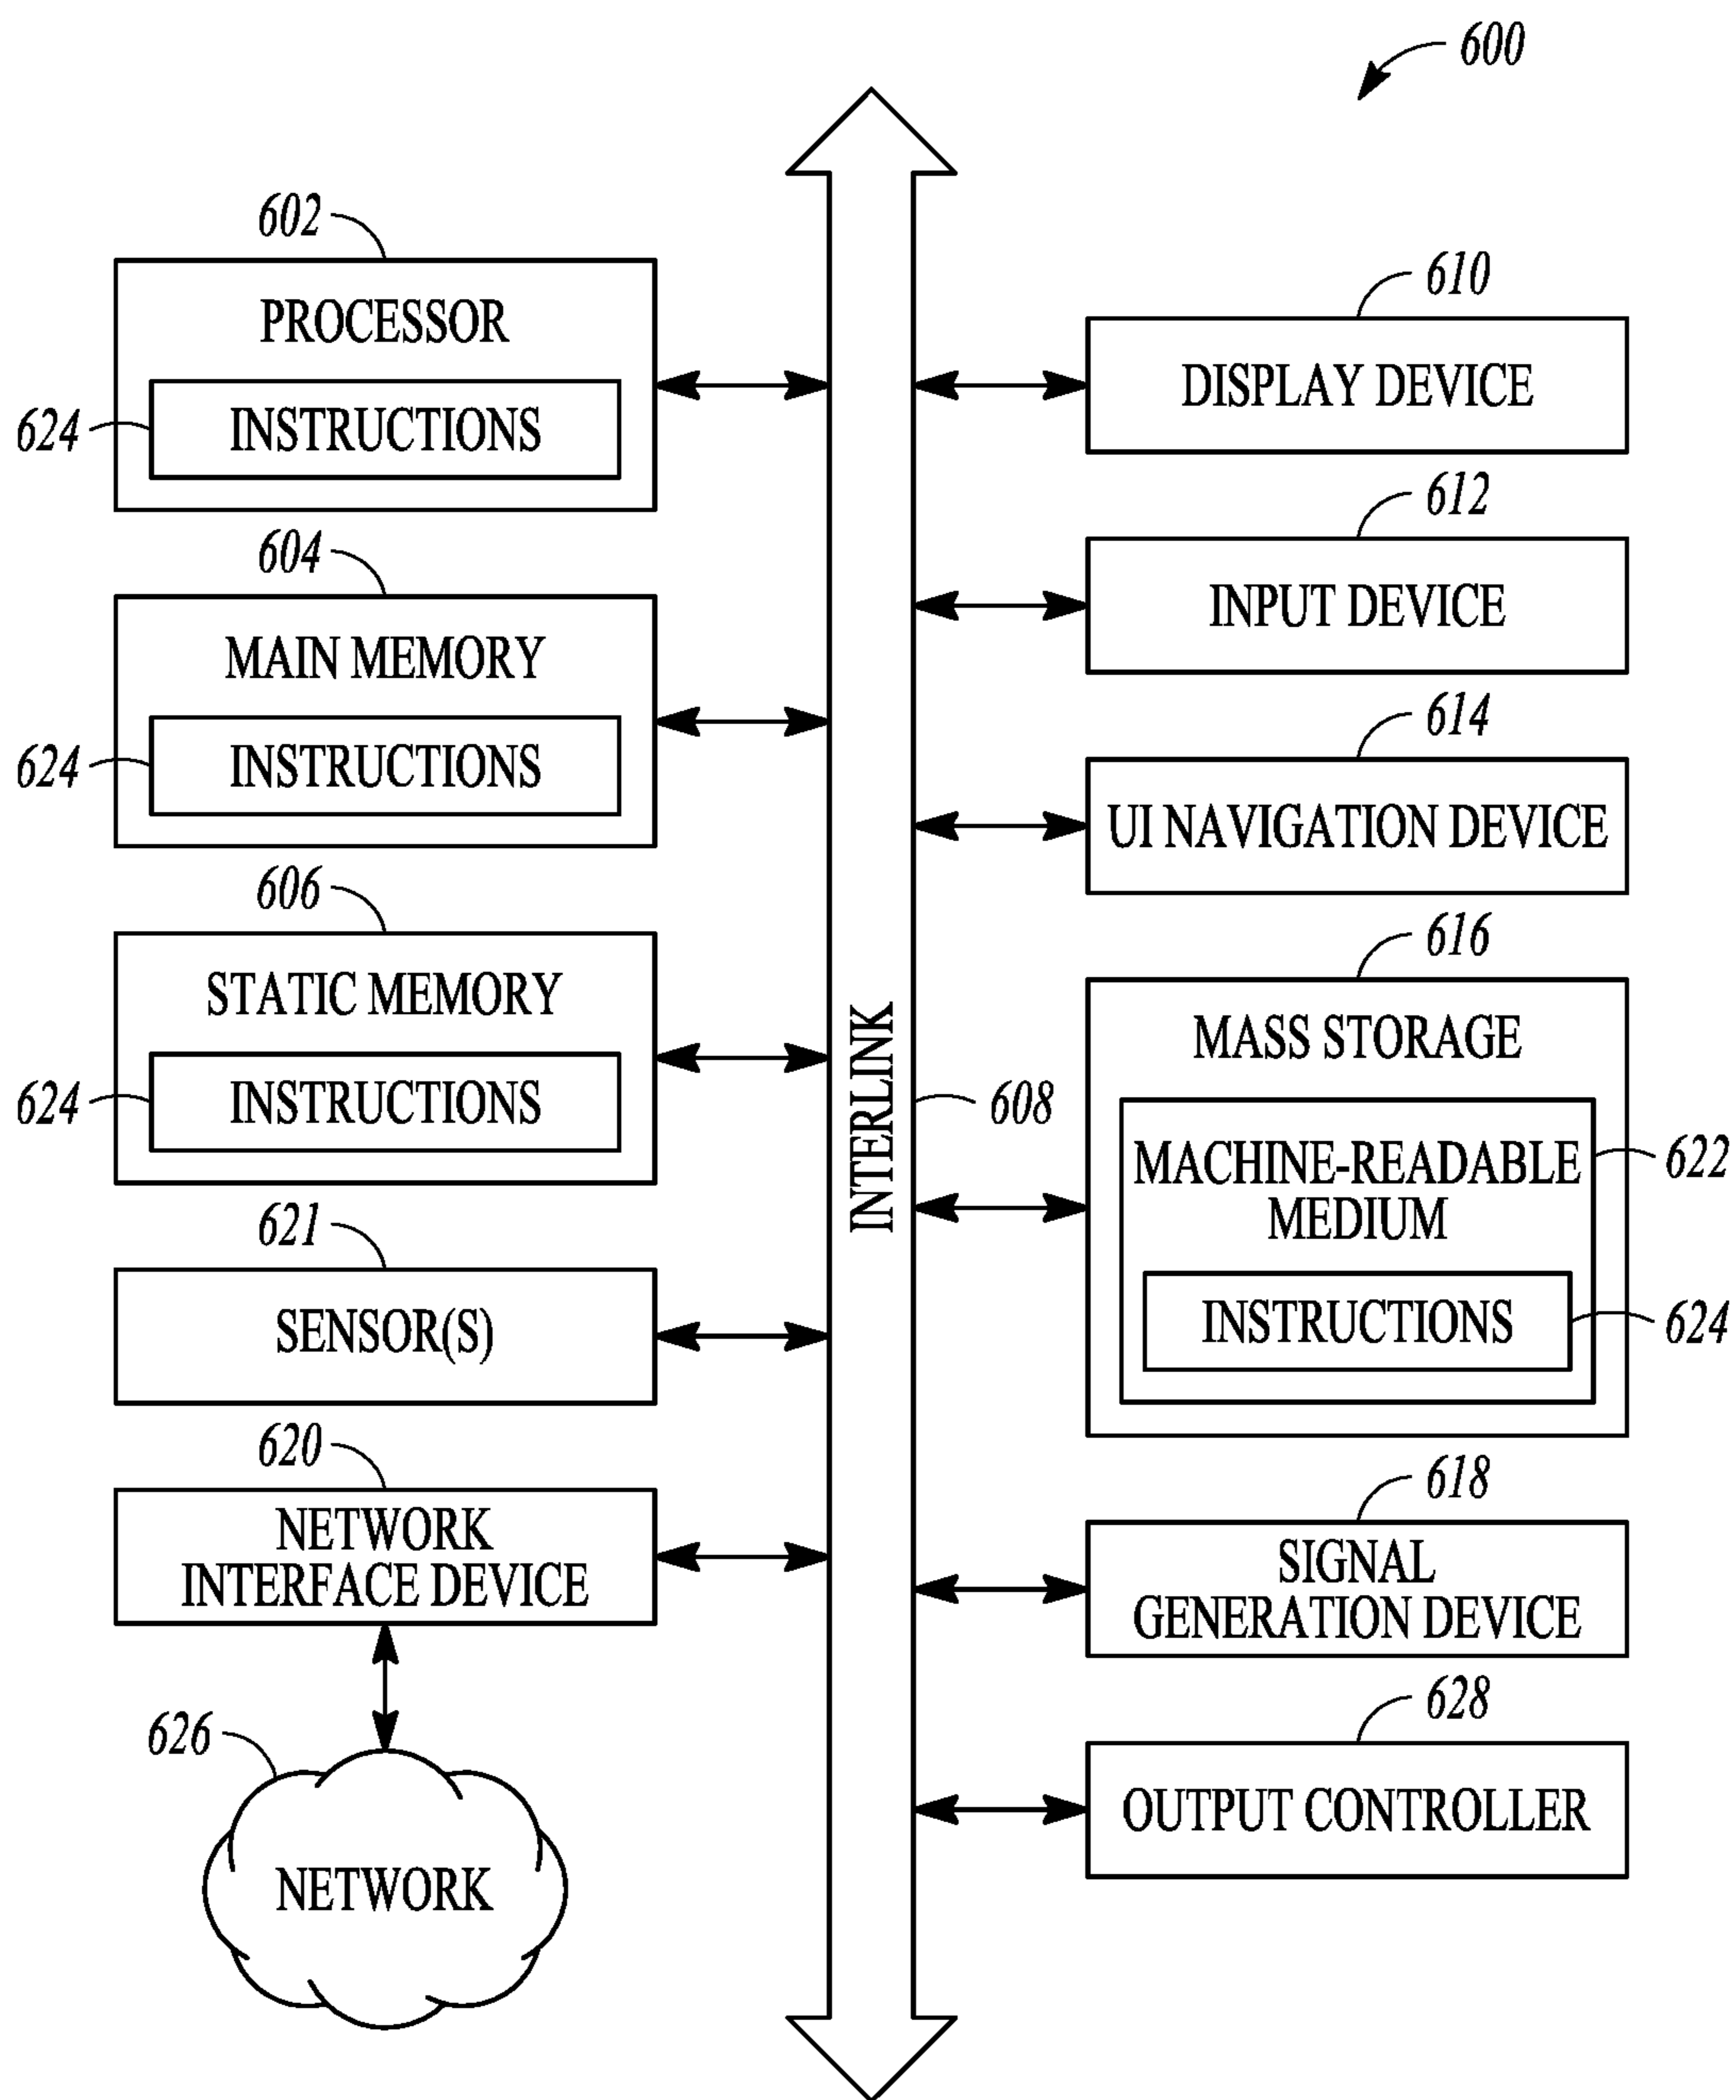 600
602
PROCESSOR
624
INSTRUCTIONS
604
MAIN MEMORY
624
INSTRUCTIONS
606
STATIC MEMORY
624
INSTRUCTIONS
621
SENSOR(S)
620
NETWORK
INTERFACE DEVICE
626
NETWORK
INTERLINK
608
610
DISPLAY DEVICE
612
INPUT DEVICE
614
UI NAVIGATION DEVICE
616
MASS STORAGE
MACHINE-READABLE
MEDIUM
622
INSTRUCTIONS
624
618
SIGNAL
GENERATION DEVICE
628
OUTPUT CONTROLLER